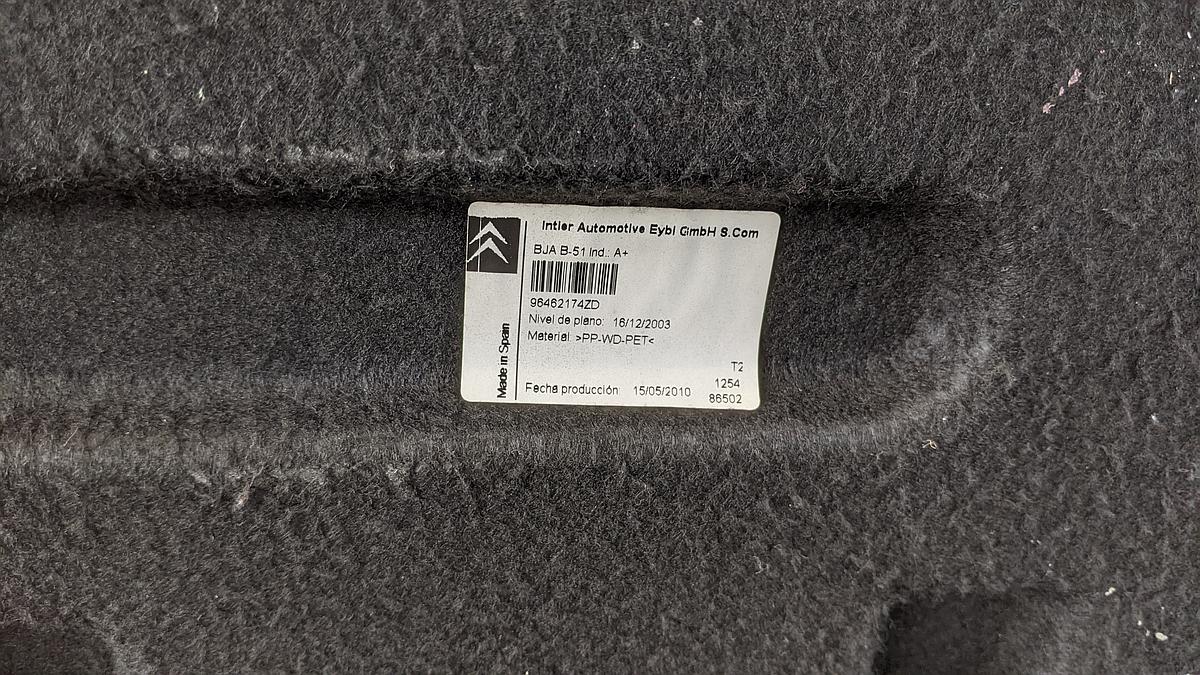 Intier Automotive Eybl GmbH S.Com
BJA B-51 Ind.: A+
96462174ZD
Nivel de plano: 16/12/2003
Material: >PP-WD-PET<
T2
1254
Fecha producción: 15/05/2010
86502
Made in Spain